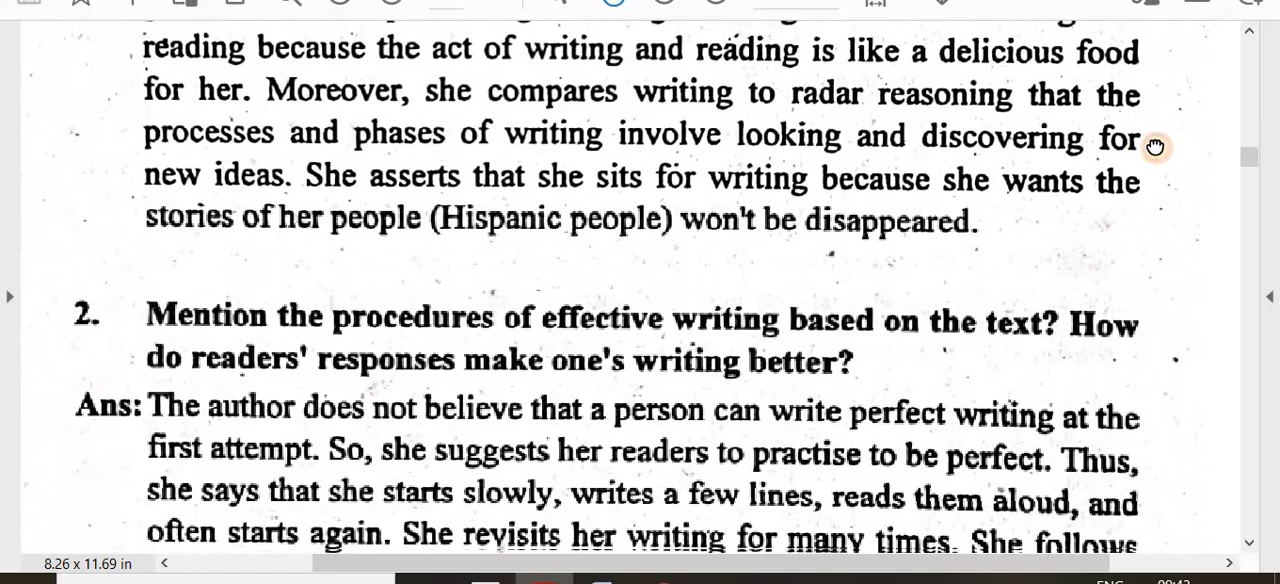 reading because the act of writing and reading is like a delicious food
for her. Moreover, she compares writing to radar reasoning that the
processes and phases of writing involve looking and discovering for
new ideas. She asserts that she sits for writing because she wants the
stories of her people (Hispanic people) won't be disappeared.
2. Mention the procedures of effective writing based on the text? How
do readers' responses make one's writing better?
Ans: The author does not believe that a person can write perfect writing at the
first attempt. So, she suggests her readers to practise to be perfect. Thus,
she says that she starts slowly, writes a few lines, reads them aloud, and
often starts again. She revisits her writing for many times. She follows
8.26 x 11.69 in